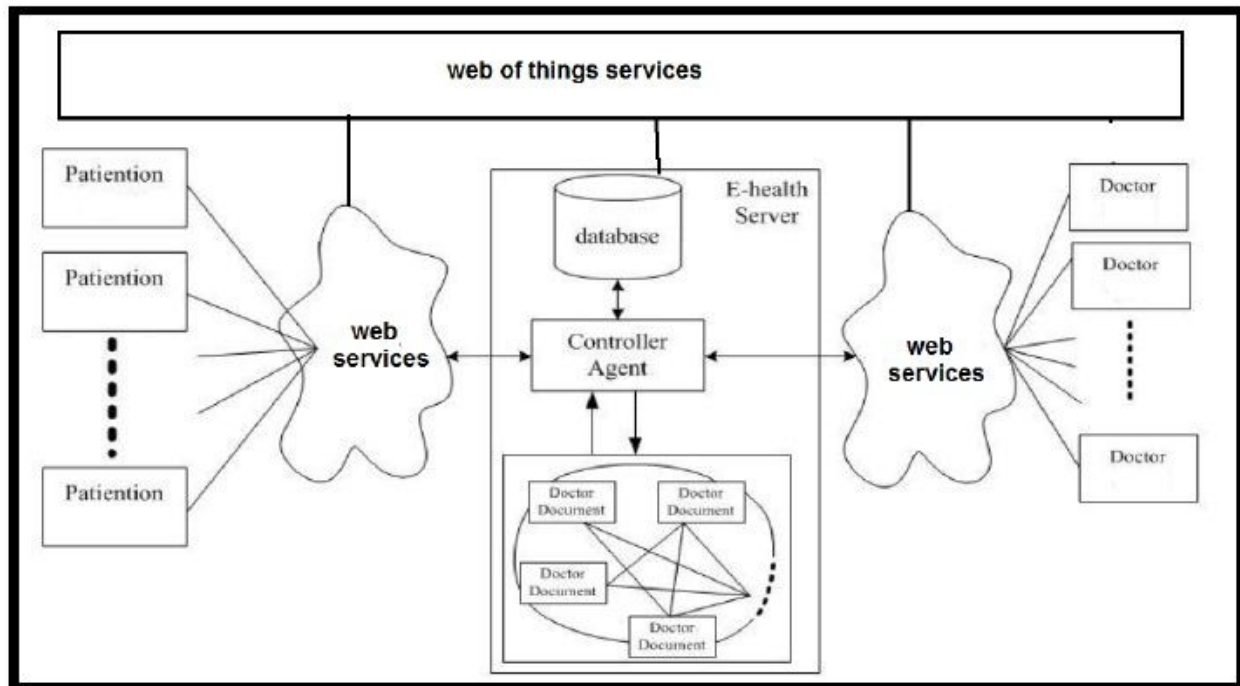 web of things services
Patiention
Patiention
Patiention
web
services
E-health
Server
database
Controller
Agent
Doctor
Document
Doctor
Document
Doctor
Document
Doctor
Document
web
services
Doctor
Doctor
Doctor